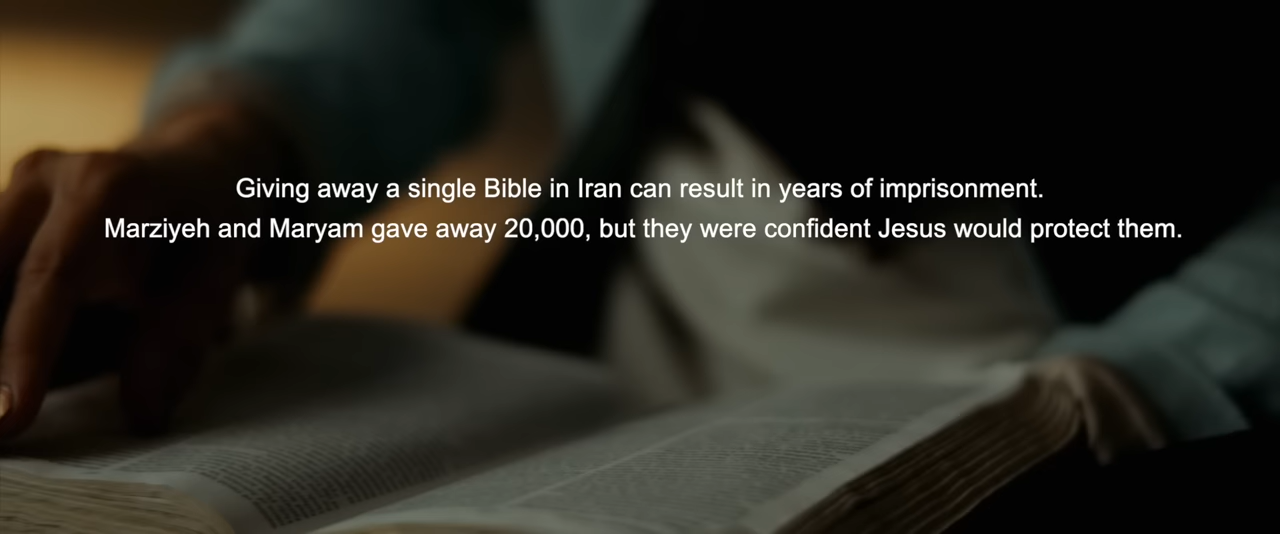 Giving away a single Bible in Iran can result in years of imprisonment.
Marziyeh and Maryam gave away 20,000, but they were confident Jesus would protect them.